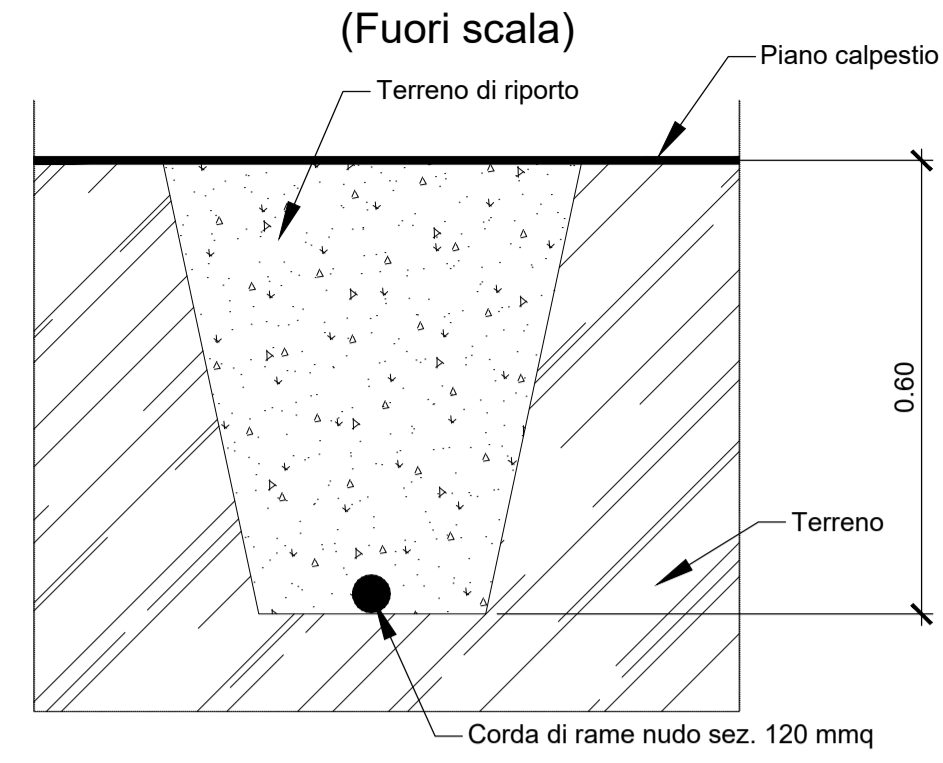 (Fuori scala)
Piano calpestio
Terreno di riporto
0.60
Terreno
Corda di rame nudo sez. 120 mmq